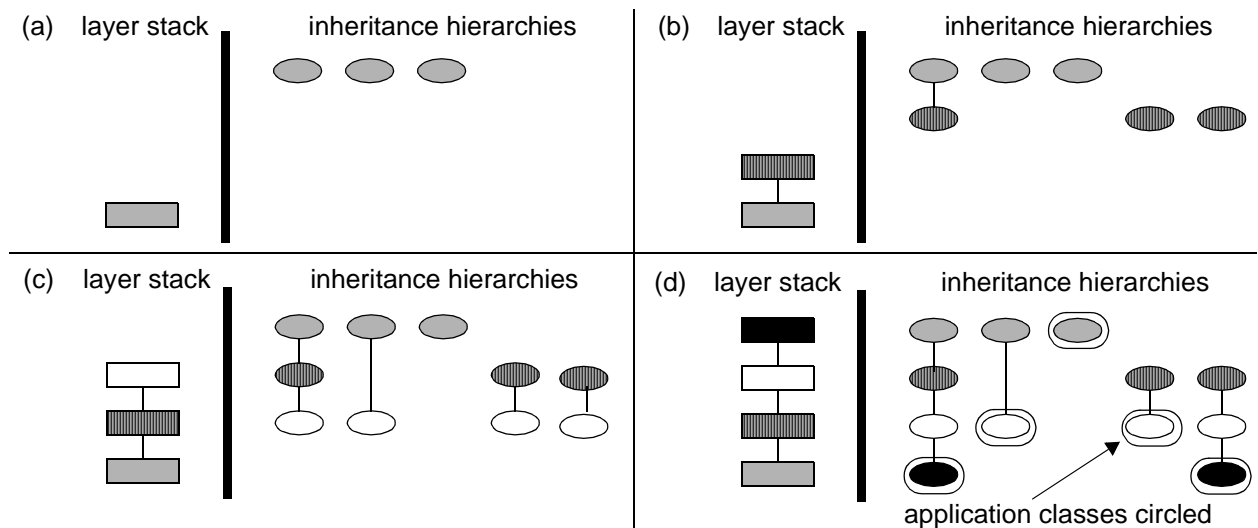 (a) layer stack inheritance hierarchies
(b) layer stack inheritance hierarchies
(c) layer stack inheritance hierarchies
(d) layer stack inheritance hierarchies
application classes circled